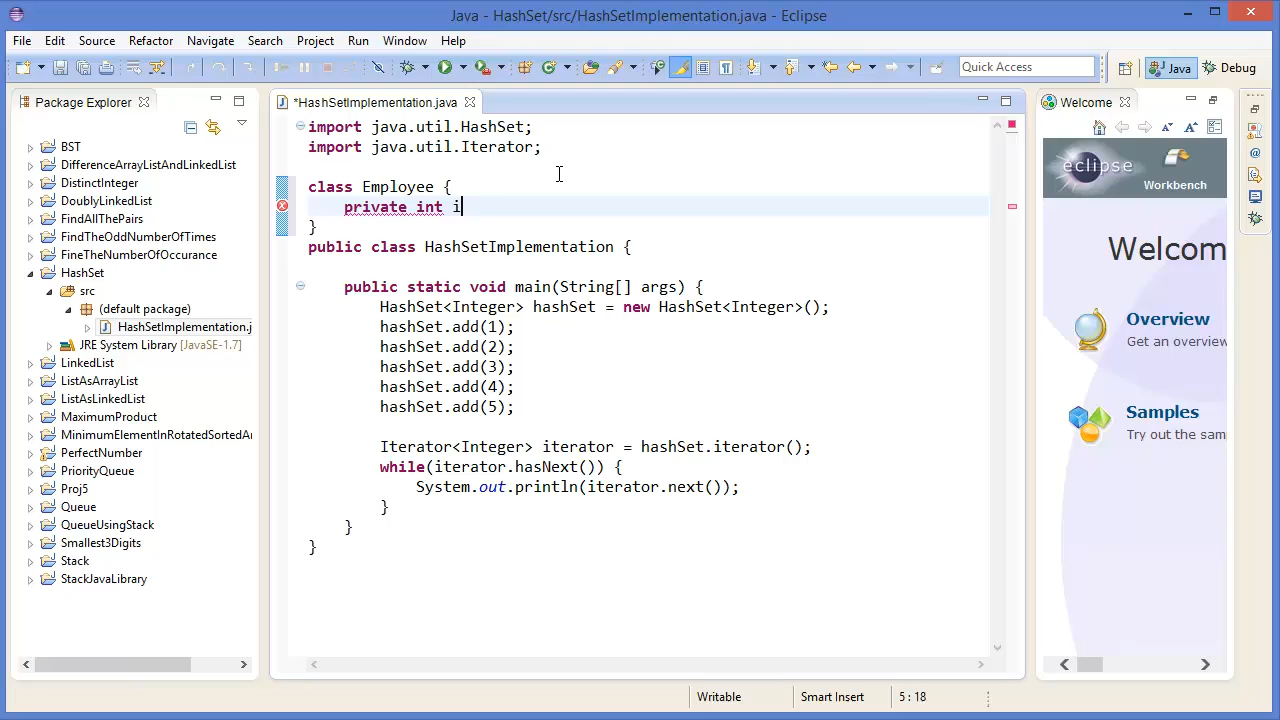 Java - HashSet/src/HashSetImplementation.java - Eclipse
File Edit Source Refactor Navigate Search Project Run Window Help
Quick Access
Java
Debug
Package Explorer
*HashSetImplementation.java
Welcome
BST
DifferenceArrayListAndLinkedList
DistinctInteger
DoublyLinkedList
FindAllThePairs
FindTheOddNumberOfTimes
FineTheNumberOfOccurance
HashSet
src
(default package)
HashSetImplementation.j
JRE System Library [JavaSE-1.7]
LinkedList
ListAsArrayList
ListAsLinkedList
MaximumProduct
MinimumElementInRotatedSortedAr
PerfectNumber
PriorityQueue
Proj5
Queue
QueueUsingStack
Smallest3Digits
Stack
StackJavaLibrary
import java.util.HashSet;
import java.util.Iterator;
class Employee {
private int i
}
public class HashSetImplementation {
public static void main(String[] args) {
HashSet<Integer> hashSet = new HashSet<Integer>();
hashSet.add(1);
hashSet.add(2);
hashSet.add(3);
hashSet.add(4);
hashSet.add(5);
Iterator<Integer> iterator = hashSet.iterator();
while(iterator.hasNext()) {
System.out.println(iterator.next());
}
}
}
eclipse
Workbench
Welcom
Overview
Get an overview
Samples
Try out the sam
Writable
Smart Insert
5 : 18